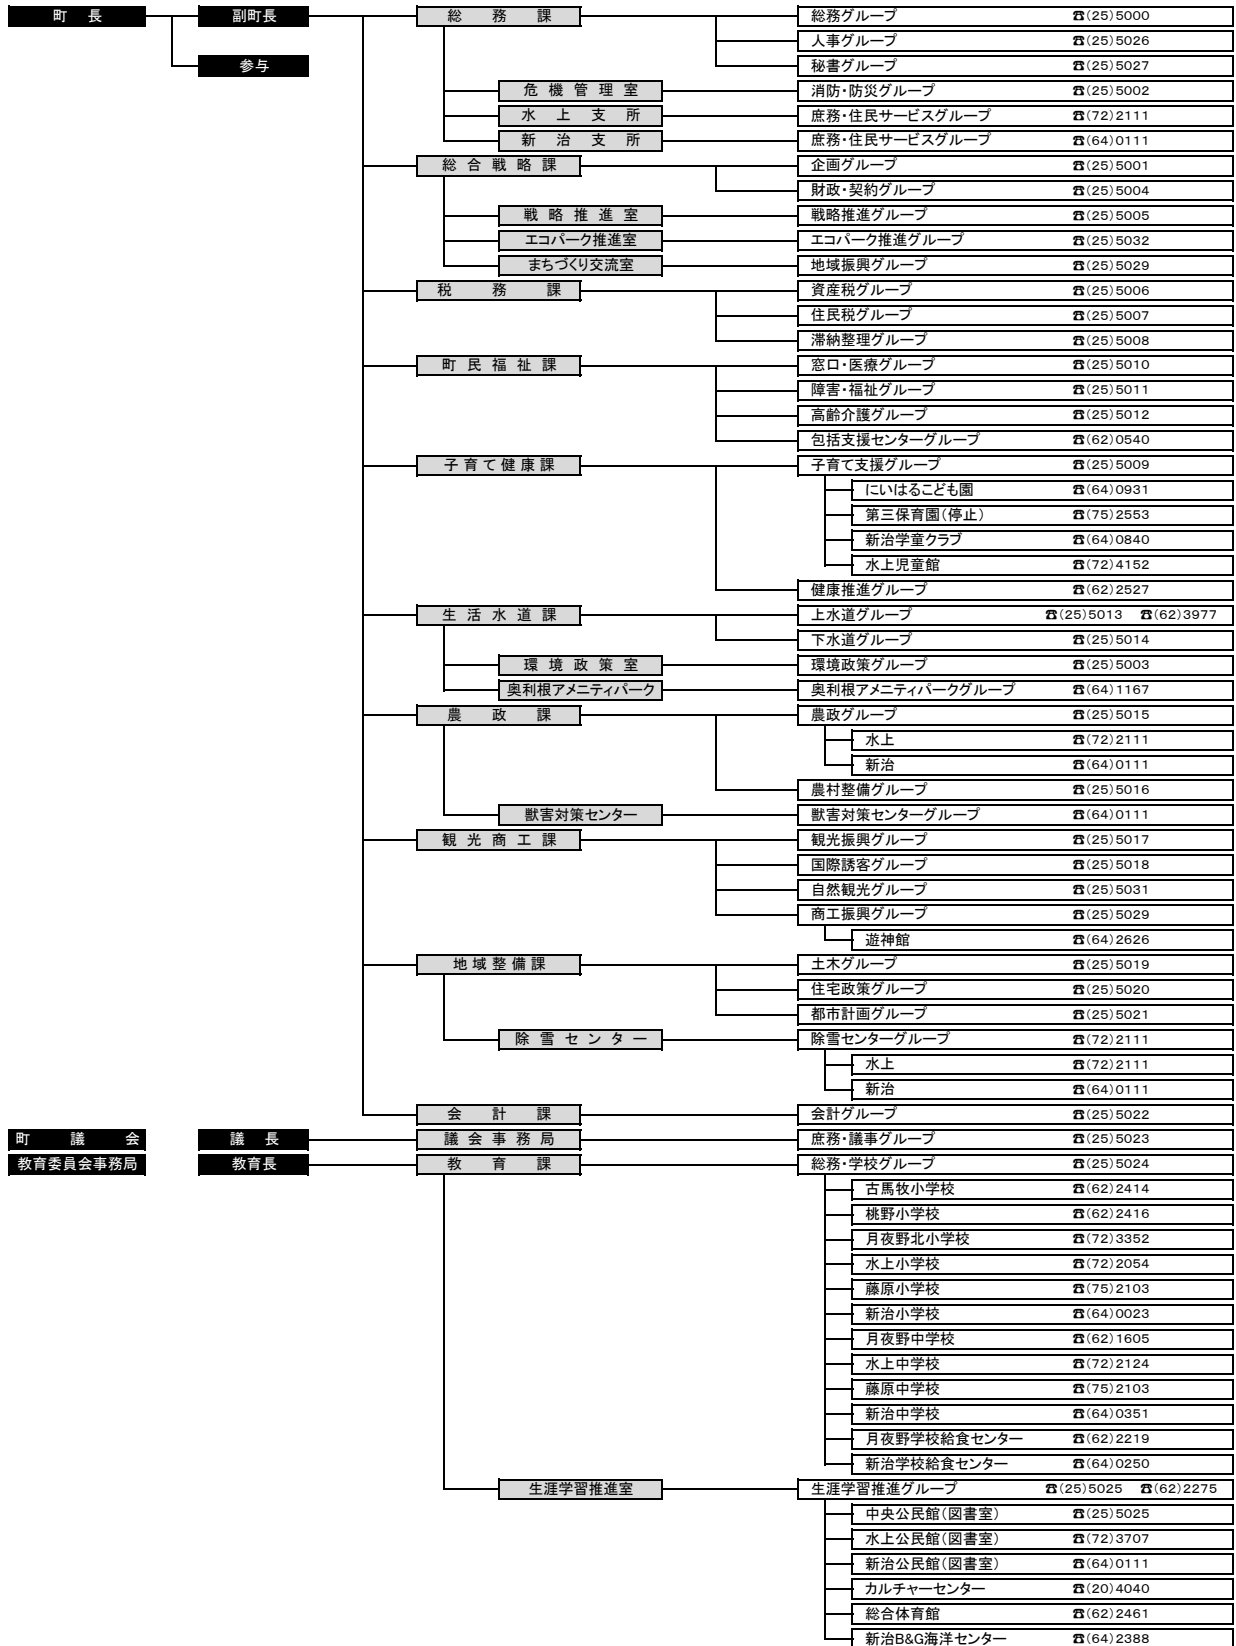 町長 副町長 総務課 総務グループ ☎(25)5000
人事グループ ☎(25)5026
参与 秘書グループ ☎(25)5027
危機管理室 消防・防災グループ ☎(25)5002
水上支所 庶務・住民サービスグループ ☎(72)2111
新治支所 庶務・住民サービスグループ ☎(64)0111
総合戦略課 企画グループ ☎(25)5001
財政・契約グループ ☎(25)5004
戦略推進室 戦略推進グループ ☎(25)5005
エコパーク推進室 エコパーク推進グループ ☎(25)5032
まちづくり交流室 地域振興グループ ☎(25)5029
税務課 資産税グループ ☎(25)5006
住民税グループ ☎(25)5007
滞納整理グループ ☎(25)5008
町民福祉課 窓口・医療グループ ☎(25)5010
障害・福祉グループ ☎(25)5011
高齢介護グループ ☎(25)5012
包括支援センターグループ ☎(62)0540
子育て健康課 子育て支援グループ ☎(25)5009
にいはるこども園 ☎(64)0931
第三保育園(停止) ☎(75)2553
新治学童クラブ ☎(64)0840
水上児童館 ☎(72)4152
健康推進グループ ☎(62)2527
生活水道課 上水道グループ ☎(25)5013 ☎(62)3977
下水道グループ ☎(25)5014
環境政策室 環境政策グループ ☎(25)5003
奥利根アメニティパーク 奥利根アメニティパークグループ ☎(64)1167
農政課 農政グループ ☎(25)5015
水上 ☎(72)2111
新治 ☎(64)0111
農村整備グループ ☎(25)5016
獣害対策センター 獣害対策センターグループ ☎(64)0111
観光商工課 観光振興グループ ☎(25)5017
国際誘客グループ ☎(25)5018
自然観光グループ ☎(25)5031
商工振興グループ ☎(25)5029
遊神館 ☎(64)2626
地域整備課 土木グループ ☎(25)5019
住宅政策グループ ☎(25)5020
都市計画グループ ☎(25)5021
除雪センター 除雪センターグループ ☎(72)2111
水上 ☎(72)2111
新治 ☎(64)0111
会計課 会計グループ ☎(25)5022
町議会 議長 議会事務局 庶務・議事グループ ☎(25)5023
教育委員会事務局 教育長 教育課 総務・学校グループ ☎(25)5024
古馬牧小学校 ☎(62)2414
桃野小学校 ☎(62)2416
月夜野北小学校 ☎(72)3352
水上小学校 ☎(72)2054
藤原小学校 ☎(75)2103
新治小学校 ☎(64)0023
月夜野中学校 ☎(62)1605
水上中学校 ☎(72)2124
藤原中学校 ☎(75)2103
新治中学校 ☎(64)0351
月夜野学校給食センター ☎(62)2219
新治学校給食センター ☎(64)0250
生涯学習推進室 生涯学習推進グループ ☎(25)5025 ☎(62)2275
中央公民館(図書室) ☎(25)5025
水上公民館(図書室) ☎(72)3707
新治公民館(図書室) ☎(64)0111
カルチャーセンター ☎(20)4040
総合体育館 ☎(62)2461
新治B&G海洋センター ☎(64)2388